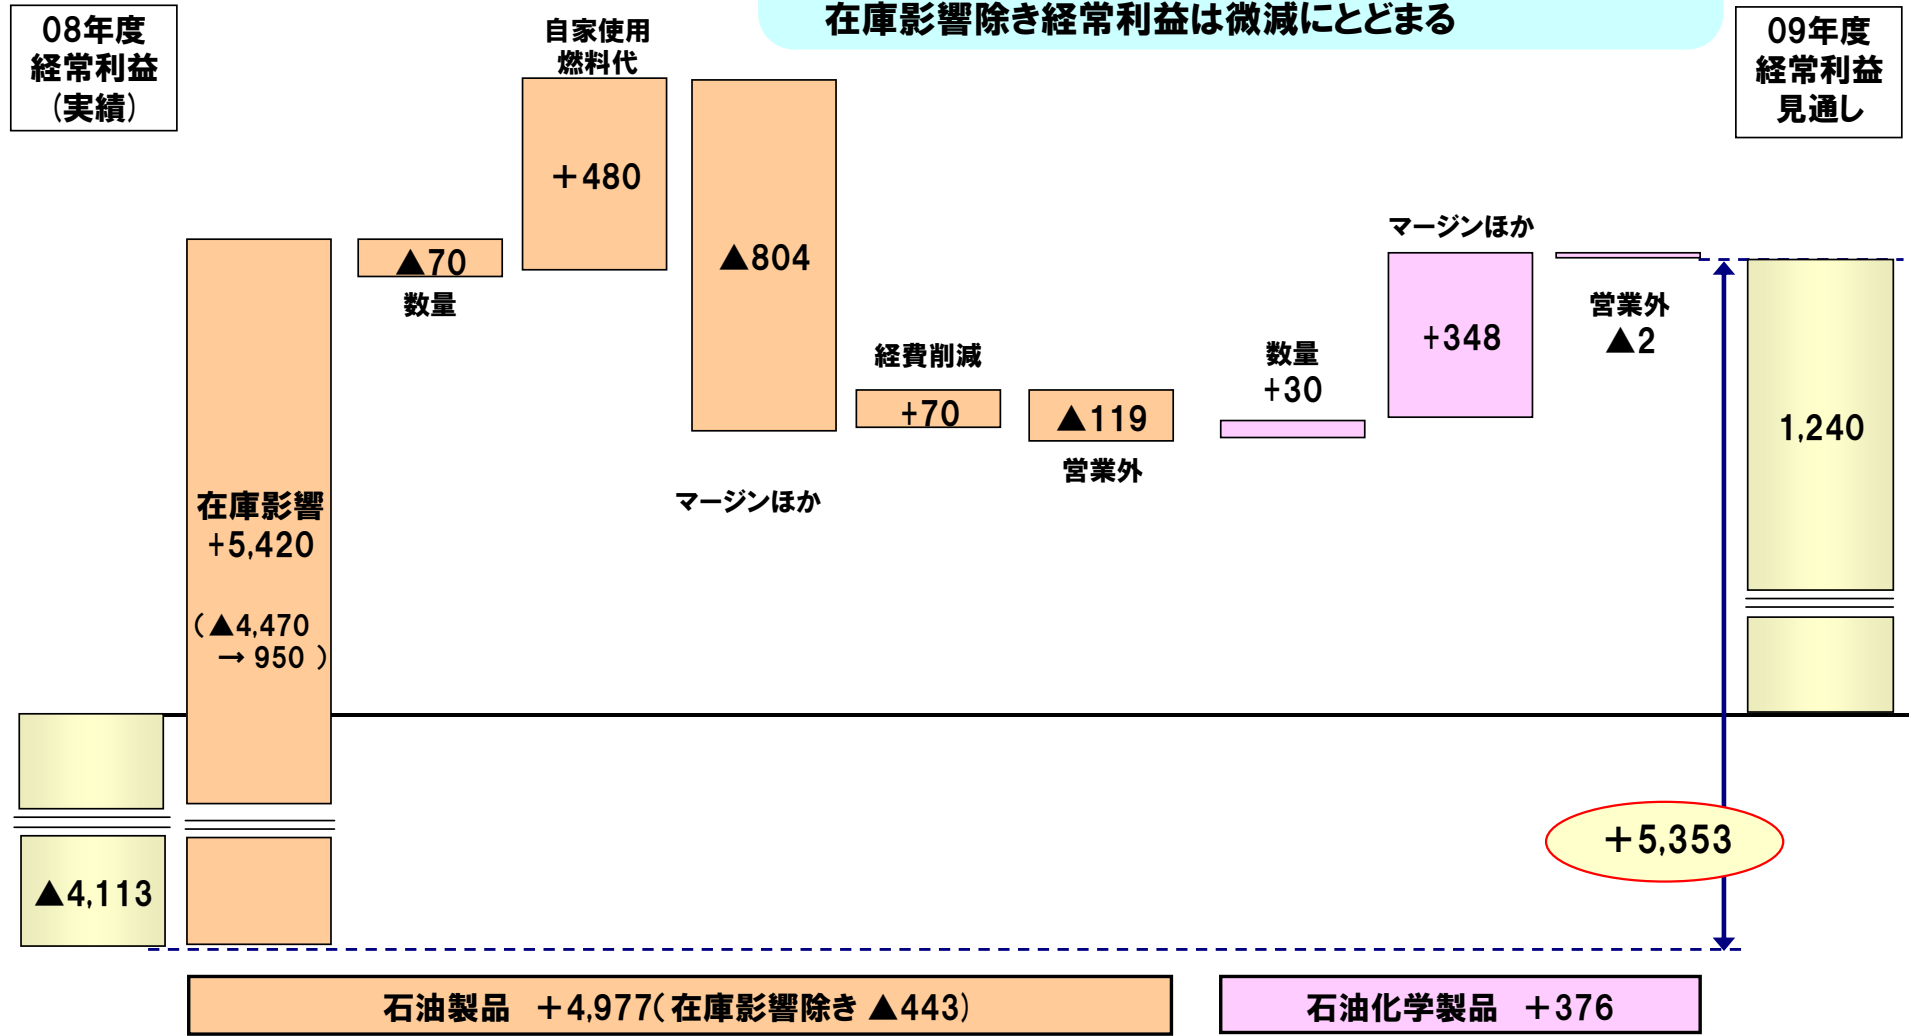 在庫影響除き経常利益は微減にとどまる
08年度
経常利益
(実績)
09年度
経常利益
見通し
自家使用
燃料代
+480
▲70
数量
▲804
マージンほか
経費削減
+70
▲119
営業外
数量
+30
マージンほか
+348
営業外
▲2
1,240
在庫影響
+5,420
(▲4,470
→ 950 )
▲4,113
+5,353
石油製品 +4,977(在庫影響除き ▲443)
石油化学製品 +376